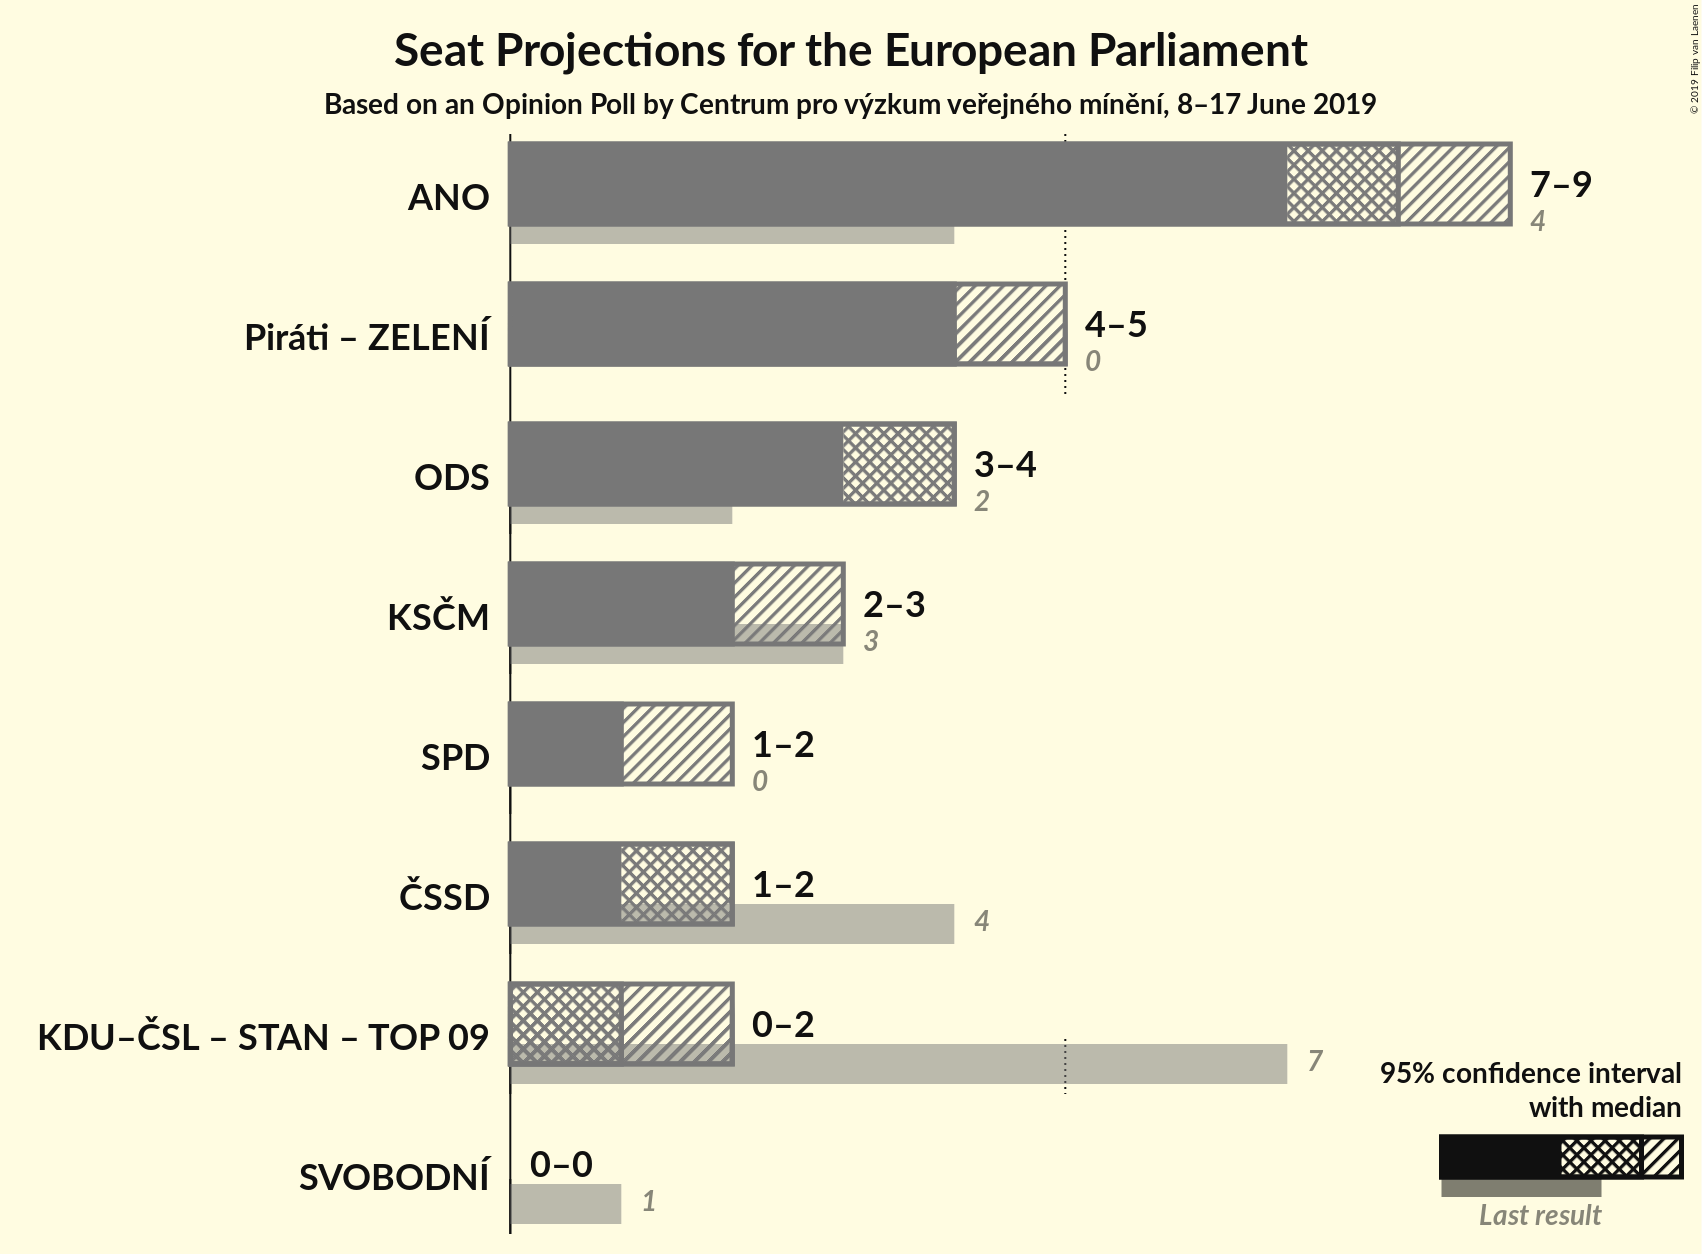 Seat Projections for the European Parliament
Based on an Opinion Poll by Centrum pro výzkum veřejného mínění, 8–17 June 2019
© 2019 Filip van Laenen
ANO
7–9
4
Piráti – ZELENÍ
4–5
0
ODS
3–4
2
KSČM
2–3
3
SPD
1–2
0
ČSSD
1–2
4
KDU–ČSL – STAN – TOP 09
0–2
7
SVOBODNÍ
0–0
1
95% confidence interval
with median
Last result